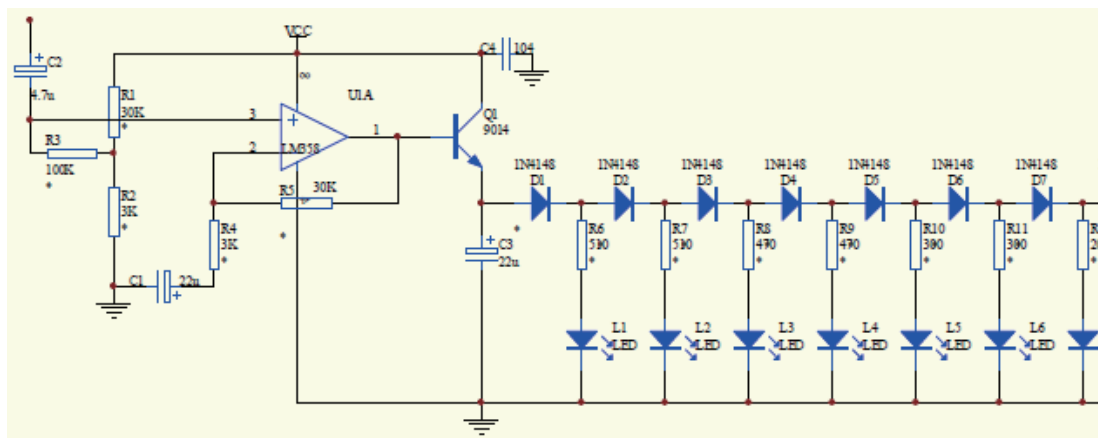 VCC
C4
104
C2
4.7u
∞
R1
30K
*
U1A
3
+
1
Q1
9014
R3
100K
*
2
LM358
1N4148
D1
1N4148
D2
1N4148
D3
1N4148
D4
1N4148
D5
1N4148
D6
1N4148
D7
R2
3K
*
R5
30K
*
R4
3K
*
C3
22u
*
R6
510
*
R7
510
*
R8
470
*
R9
470
*
R10
300
*
R11
300
*
C1
22u
L1
LED
L2
LED
L3
LED
L4
LED
L5
LED
L6
LED